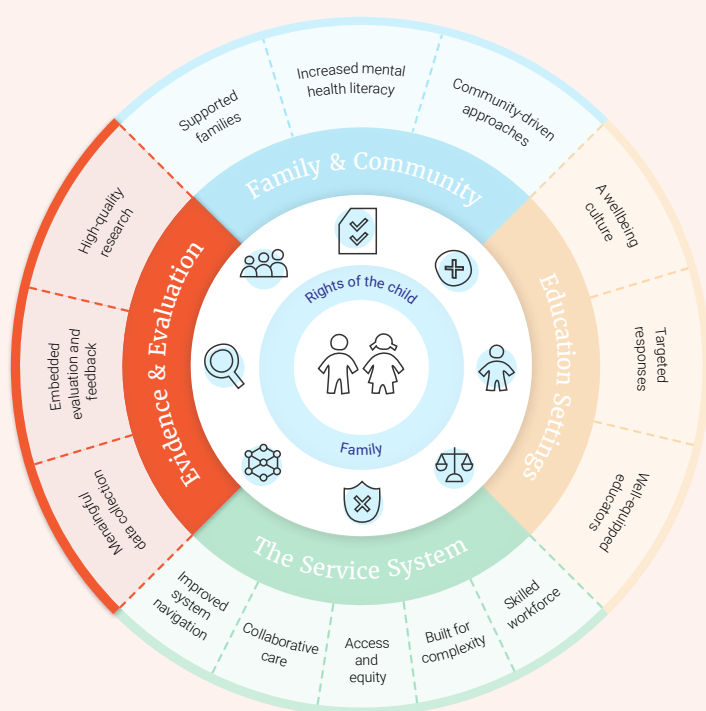 Supported
families
Increased mental
health literacy
Community-driven
approaches
Family & Community
A wellbeing
culture
Targeted
responses
Well-equipped
educators
Education Settings
Skilled
workforce
Built for
complexity
Access
and
equity
Collaborative
care
Improved
system
navigation
The Service System
Meaningful
data collection
Embedded
evaluation and
feedback
High-quality
research
Evidence & Evaluation
Rights of the child
Family